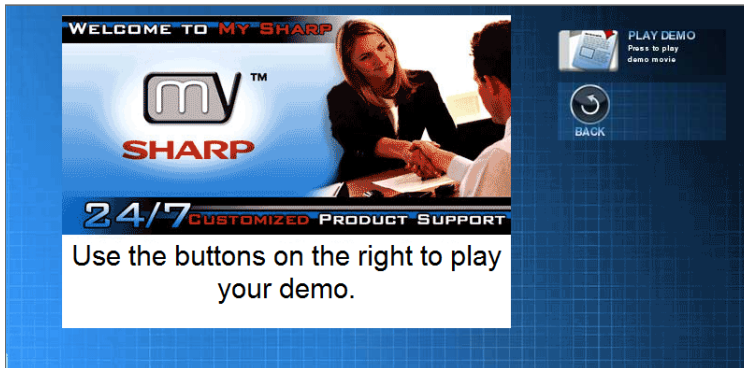 WELCOME TO MY SHARP
my™
SHARP
24/7 CUSTOMIZED PRODUCT SUPPORT
Use the buttons on the right to play
your demo.
PLAY DEMO
Press to play
demo movie
BACK